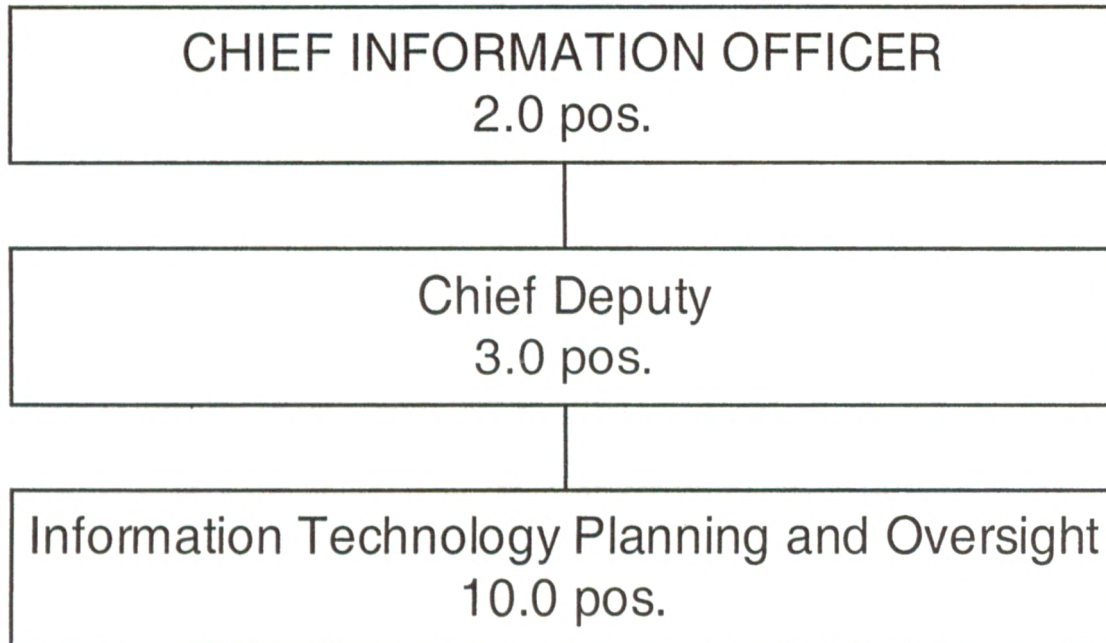 CHIEF INFORMATION OFFICER
2.0 pos.
Chief Deputy
3.0 pos.
Information Technology Planning and Oversight
10.0 pos.